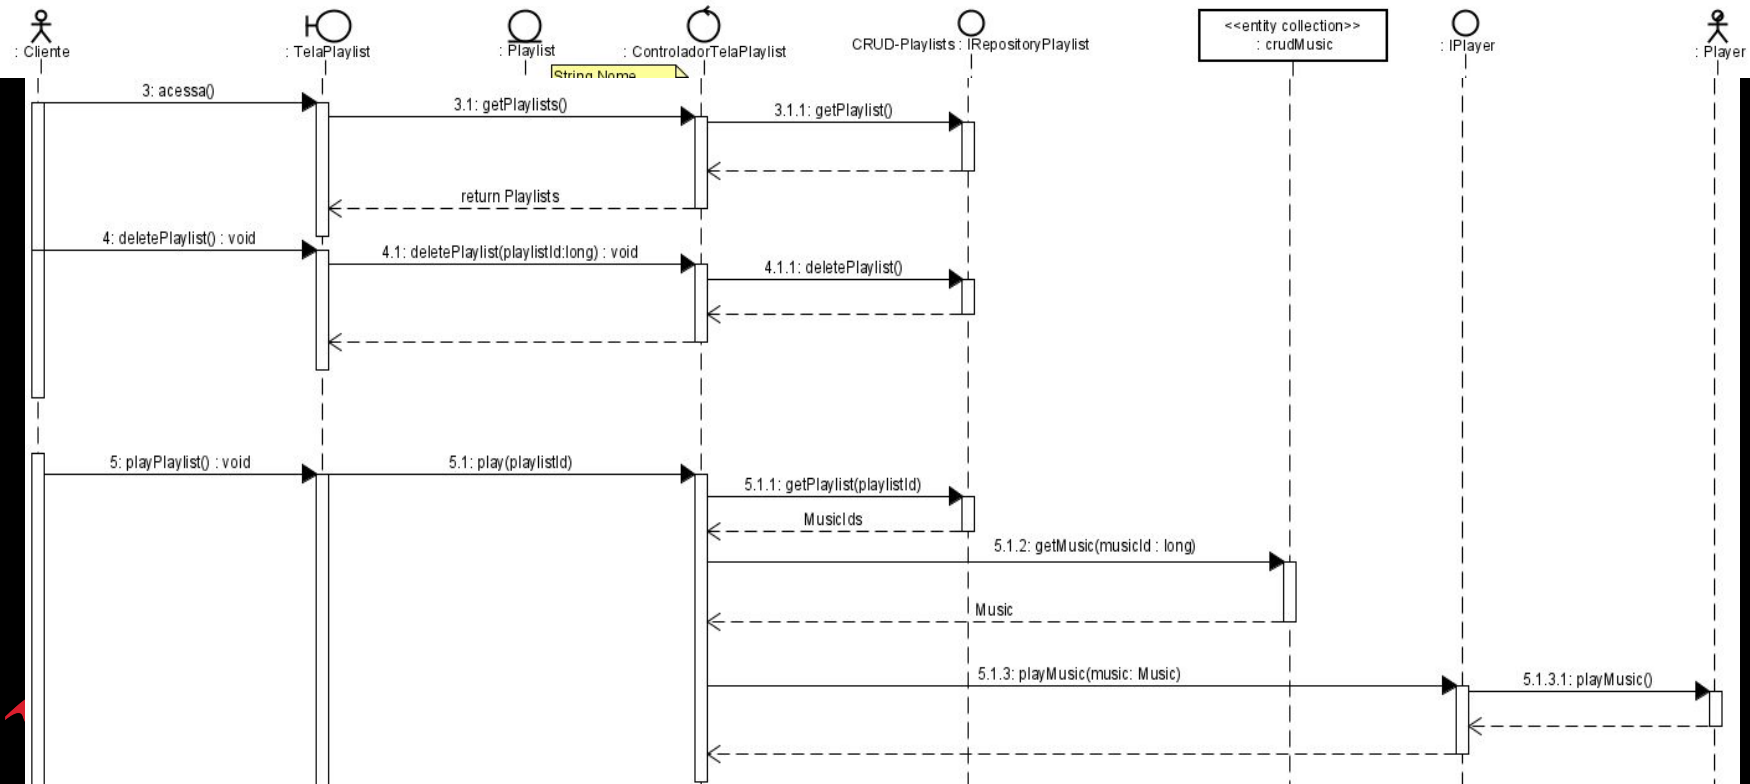 : Cliente
: TelaPlaylist
: Playlist
: ControladorTelaPlaylist
CRUD-Playlists : IRepositoryPlaylist
<<entity collection>>
: crudMusic
: IPlayer
: Player
String Nome
3: acessa()
3.1: getPlaylists()
3.1.1: getPlaylist()
return Playlists
4: deletePlaylist() : void
4.1: deletePlaylist(playlistId:long) : void
4.1.1: deletePlaylist()
5: playPlaylist() : void
5.1: play(playlistId)
5.1.1: getPlaylist(playlistId)
MusicIds
5.1.2: getMusic(musicId : long)
Music
5.1.3: playMusic(music: Music)
5.1.3.1: playMusic()